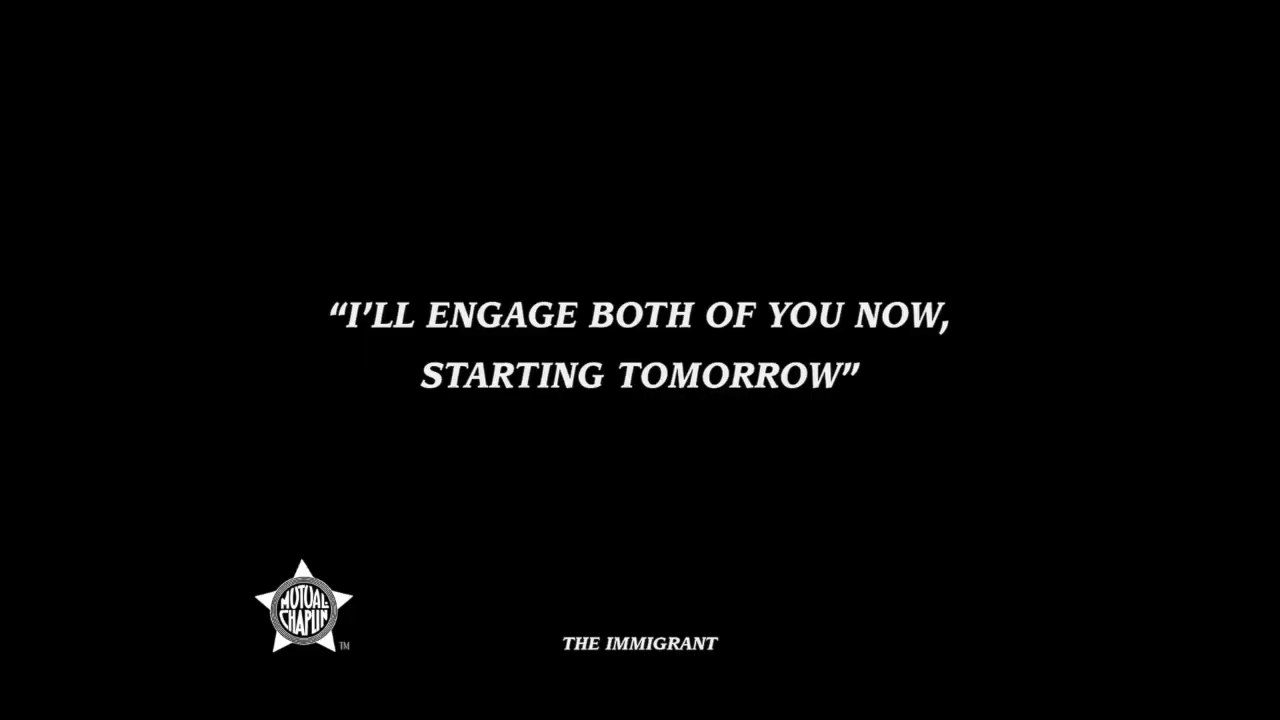 “I’LL ENGAGE BOTH OF YOU NOW,
STARTING TOMORROW”
MUTUAL-
CHAPLIN
TM
THE IMMIGRANT